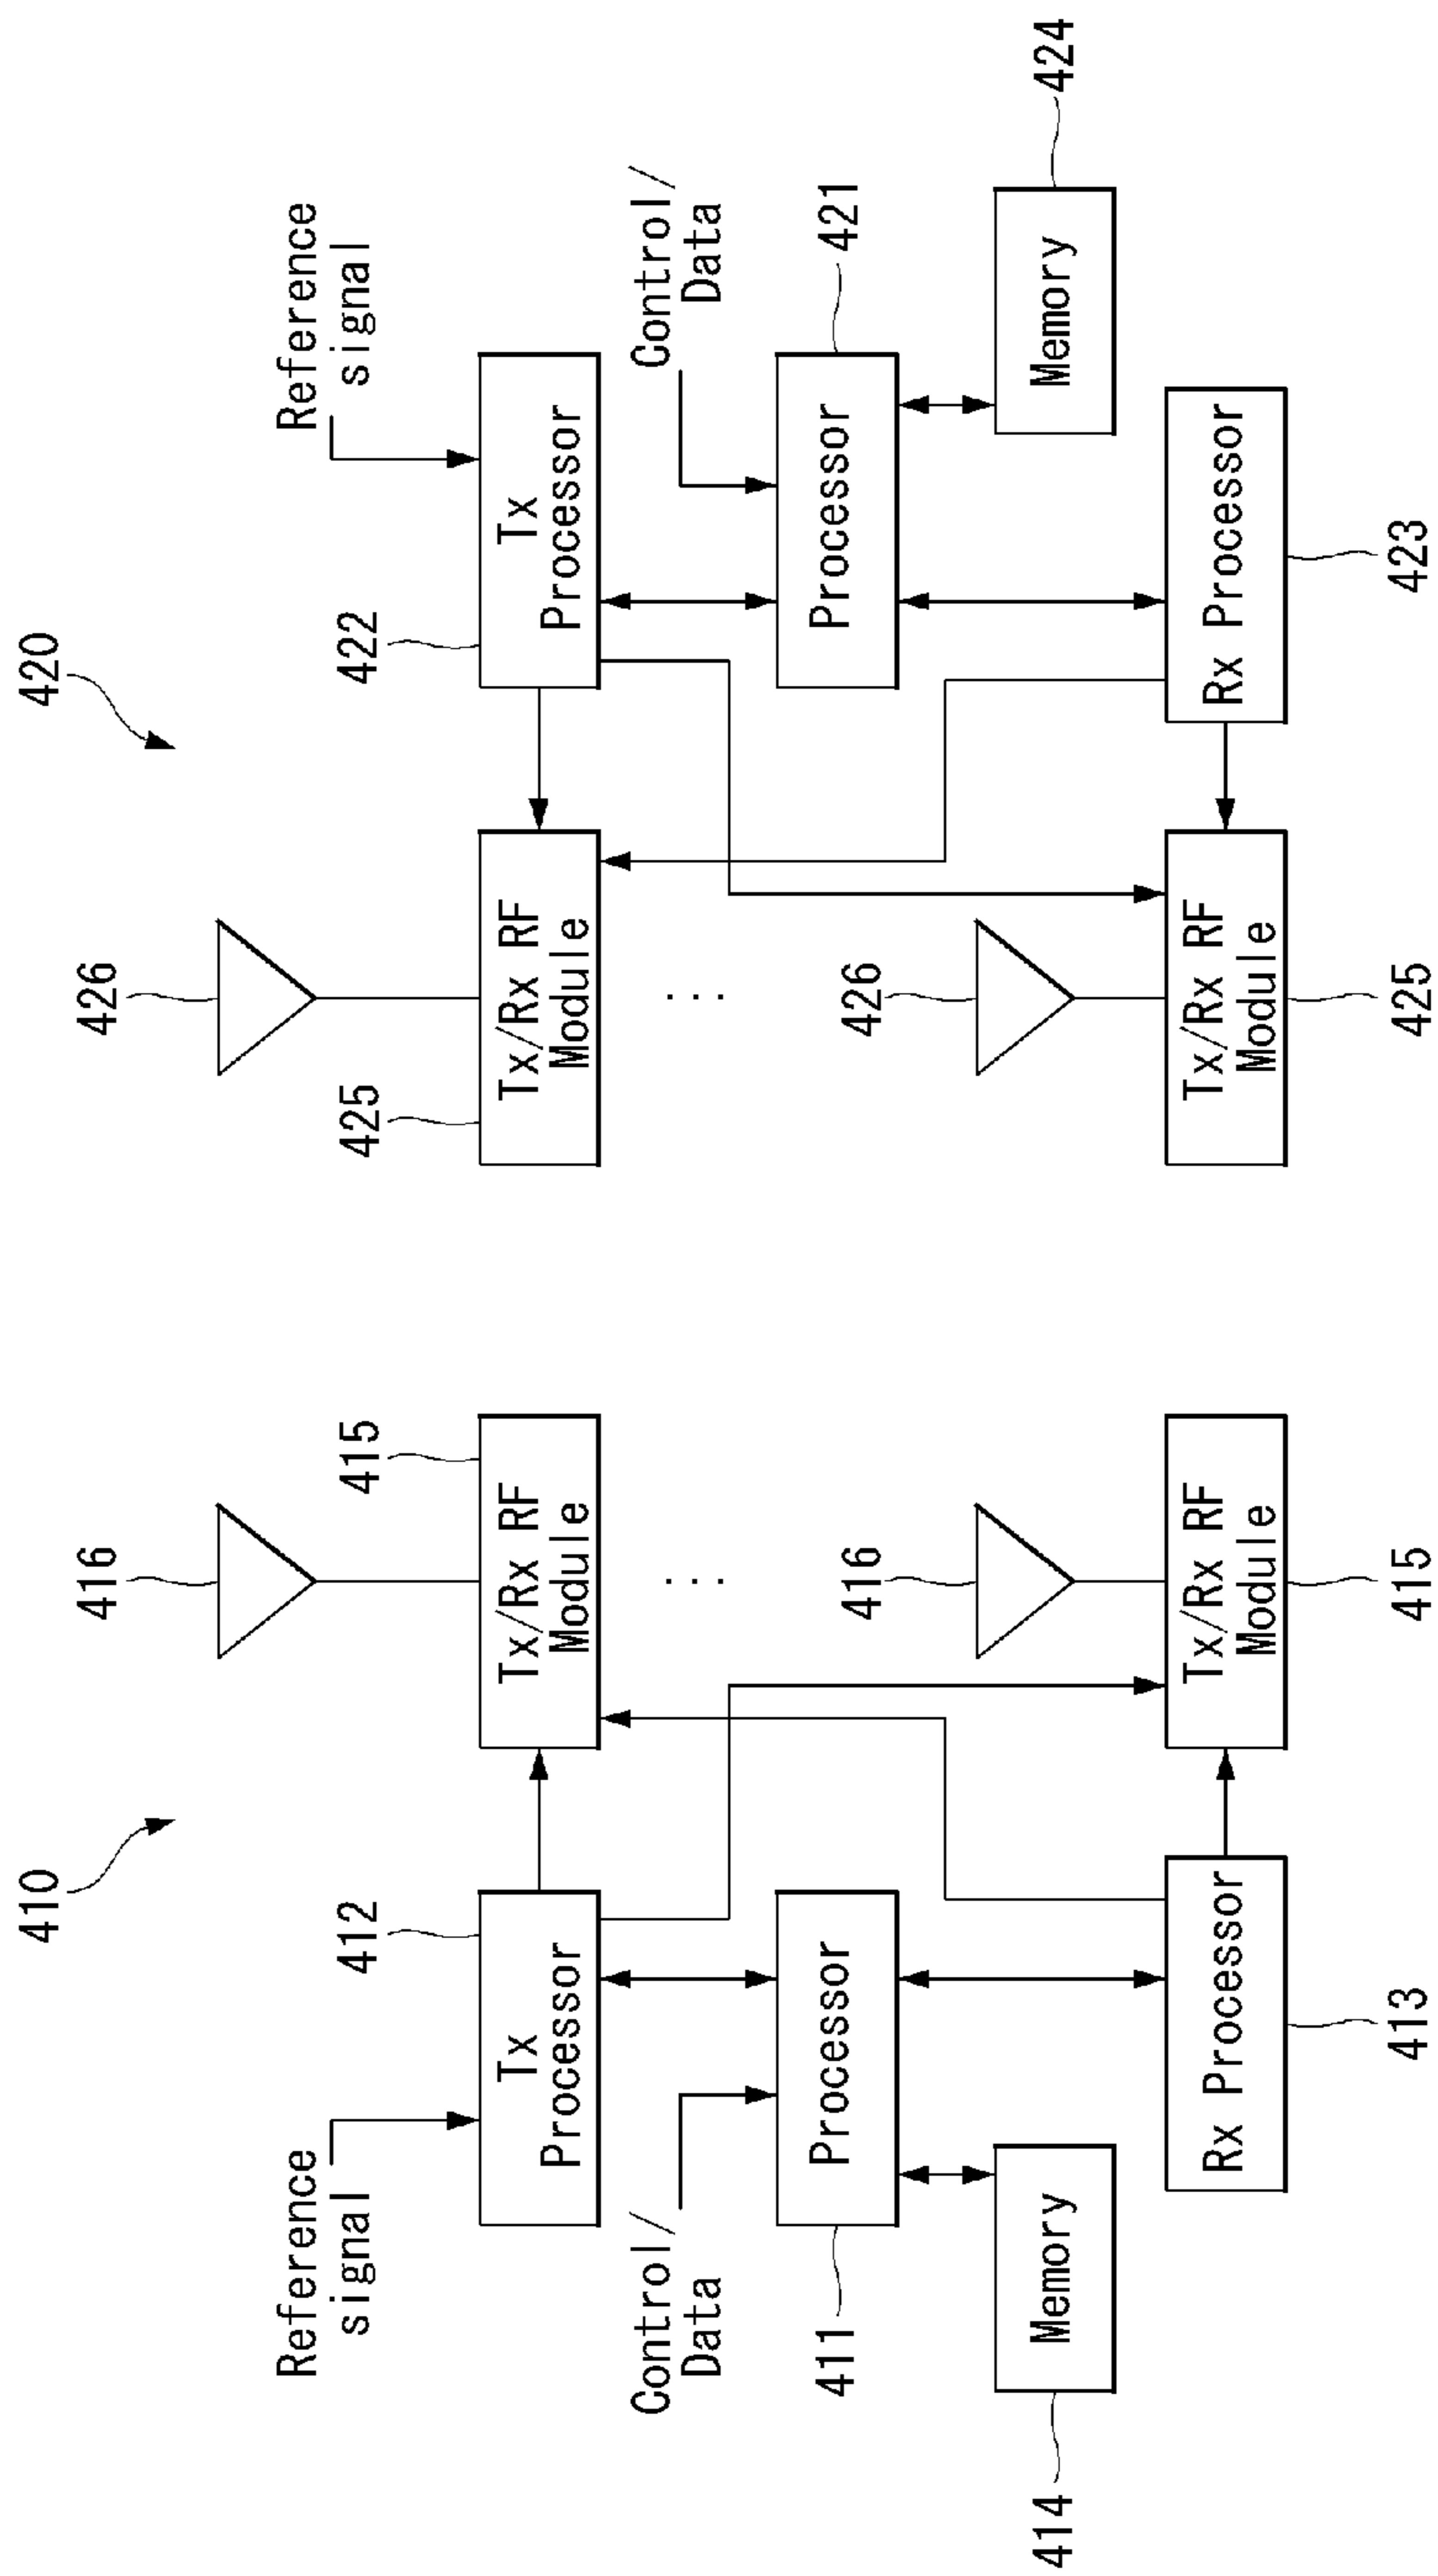 410
420
416
426
Reference
signal
412
415
425
422
Reference
signal
Tx
Processor
Tx/Rx RF
Module
Tx/Rx RF
Module
Tx
Processor
Control/
Data
...
...
Control/
Data
411
Processor
416
426
Processor
421
414
Memory
Memory
424
Rx Processor
Tx/Rx RF
Module
Tx/Rx RF
Module
Rx Processor
413
415
425
423